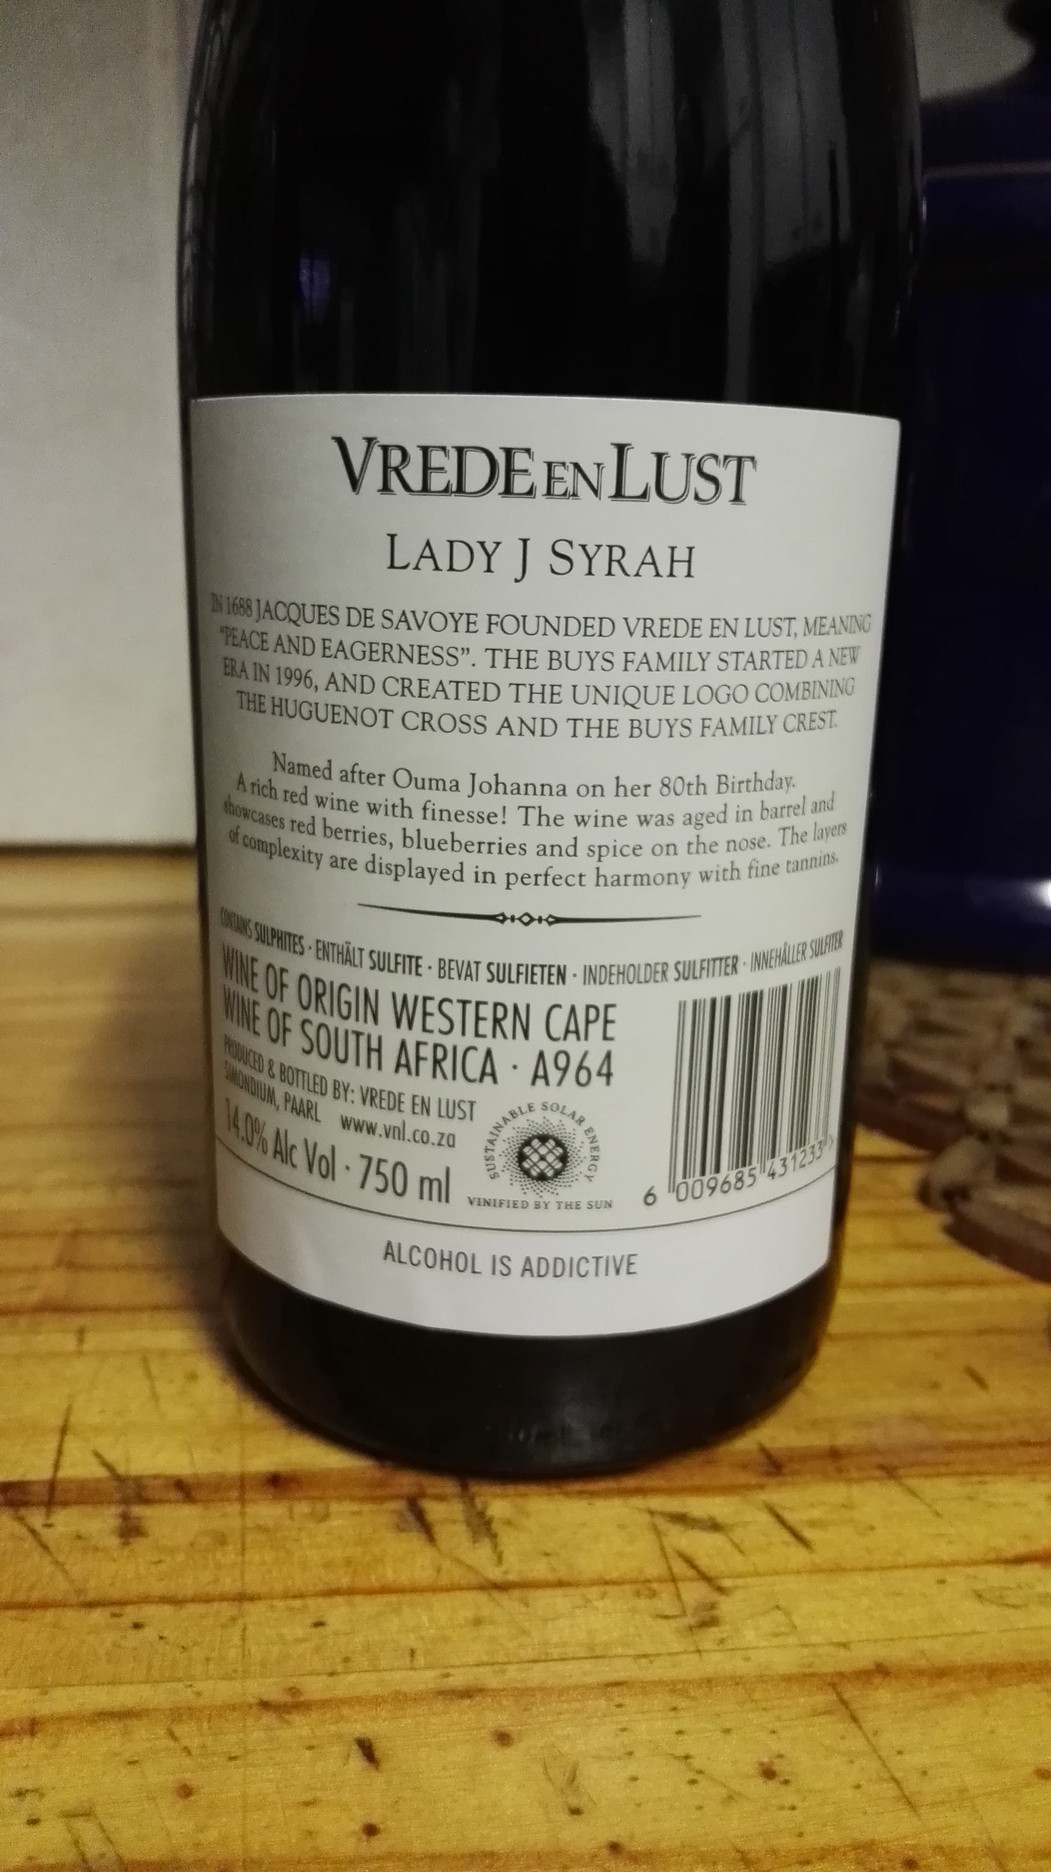 VREDE EN LUST
LADY J SYRAH
IN 1688 JACQUES DE SAVOYE FOUNDED VREDE EN LUST, MEANING
"PEACE AND EAGERNESS". THE BUYS FAMILY STARTED A NEW
ERA IN 1996, AND CREATED THE UNIQUE LOGO COMBINING
THE HUGUENOT CROSS AND THE BUYS FAMILY CREST.
Named after Ouma Johanna on her 80th Birthday.
A rich red wine with finesse! The wine was aged in barrel and
showcases red berries, blueberries and spice on the nose. The layers
of complexity are displayed in perfect harmony with fine tannins.
CONTAINS SULPHITES · ENTHÄLT SULFITE · BEVAT SULFIETEN · INDEHOLDER SULFITTER · INNEHÅLLER SULFITER
WINE OF ORIGIN WESTERN CAPE
WINE OF SOUTH AFRICA · A964
PRODUCED & BOTTLED BY: VREDE EN LUST
SIMONDIUM, PAARL www.vnl.co.za
14.0% Alc Vol · 750 ml
SUSTAINABLE SOLAR ENERGY
VINIFIED BY THE SUN
6 009685 431233 >
ALCOHOL IS ADDICTIVE